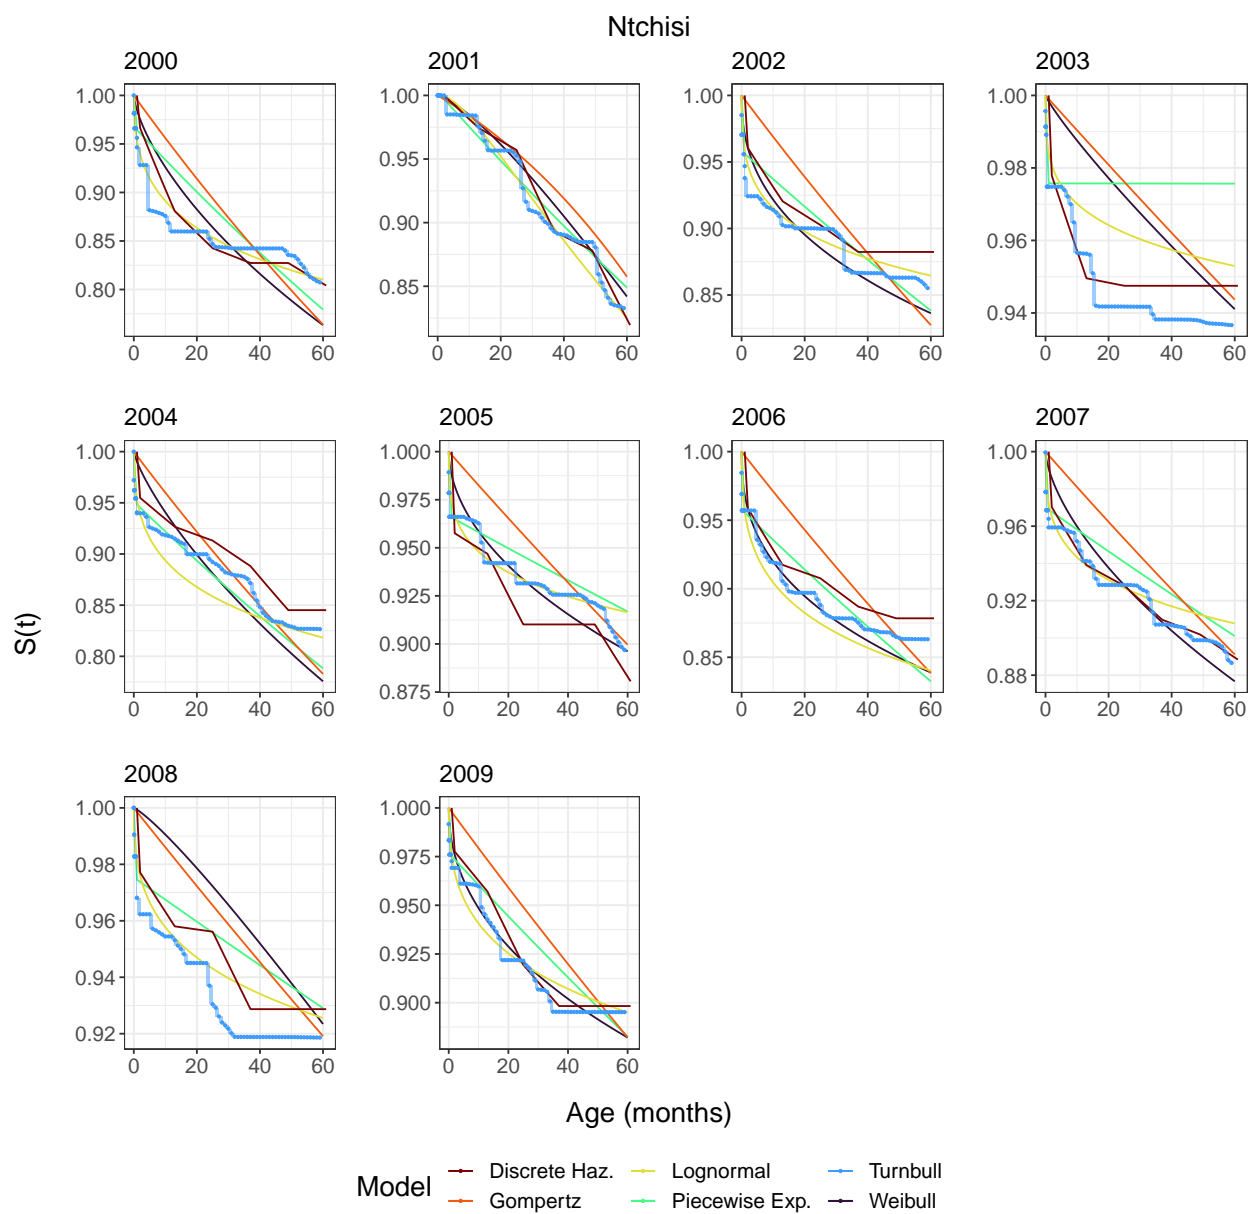 Ntchisi
2000
2001
2002
2003
1.00
0.95
0.90
0.85
0.80
0 20 40 60
1.00
0.95
0.90
0.85
0 20 40 60
1.00
0.95
0.90
0.85
0 20 40 60
1.00
0.98
0.96
0.94
0 20 40 60
2004
2005
2006
2007
1.00
0.95
0.90
0.85
0.80
0 20 40 60
1.000
0.975
0.950
0.925
0.900
0.875
0 20 40 60
1.00
0.95
0.90
0.85
0 20 40 60
1.00
0.96
0.92
0.88
0 20 40 60
S(t)
2008
2009
1.00
0.98
0.96
0.94
0.92
0 20 40 60
1.000
0.975
0.950
0.925
0.900
0 20 40 60
Age (months)
Model
Discrete Haz.
Lognormal
Turnbull
Gompertz
Piecewise Exp.
Weibull